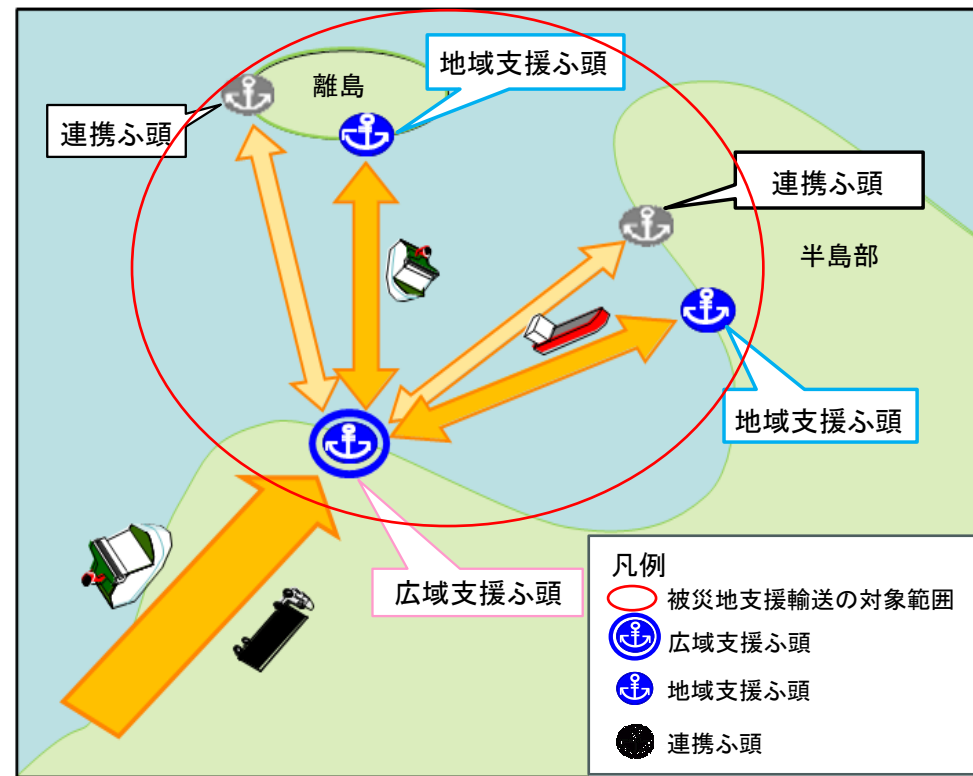 地域支援ふ頭
離島
連携ふ頭
連携ふ頭
半島部
地域支援ふ頭
広域支援ふ頭
凡例
被災地支援輸送の対象範囲
広域支援ふ頭
地域支援ふ頭
連携ふ頭